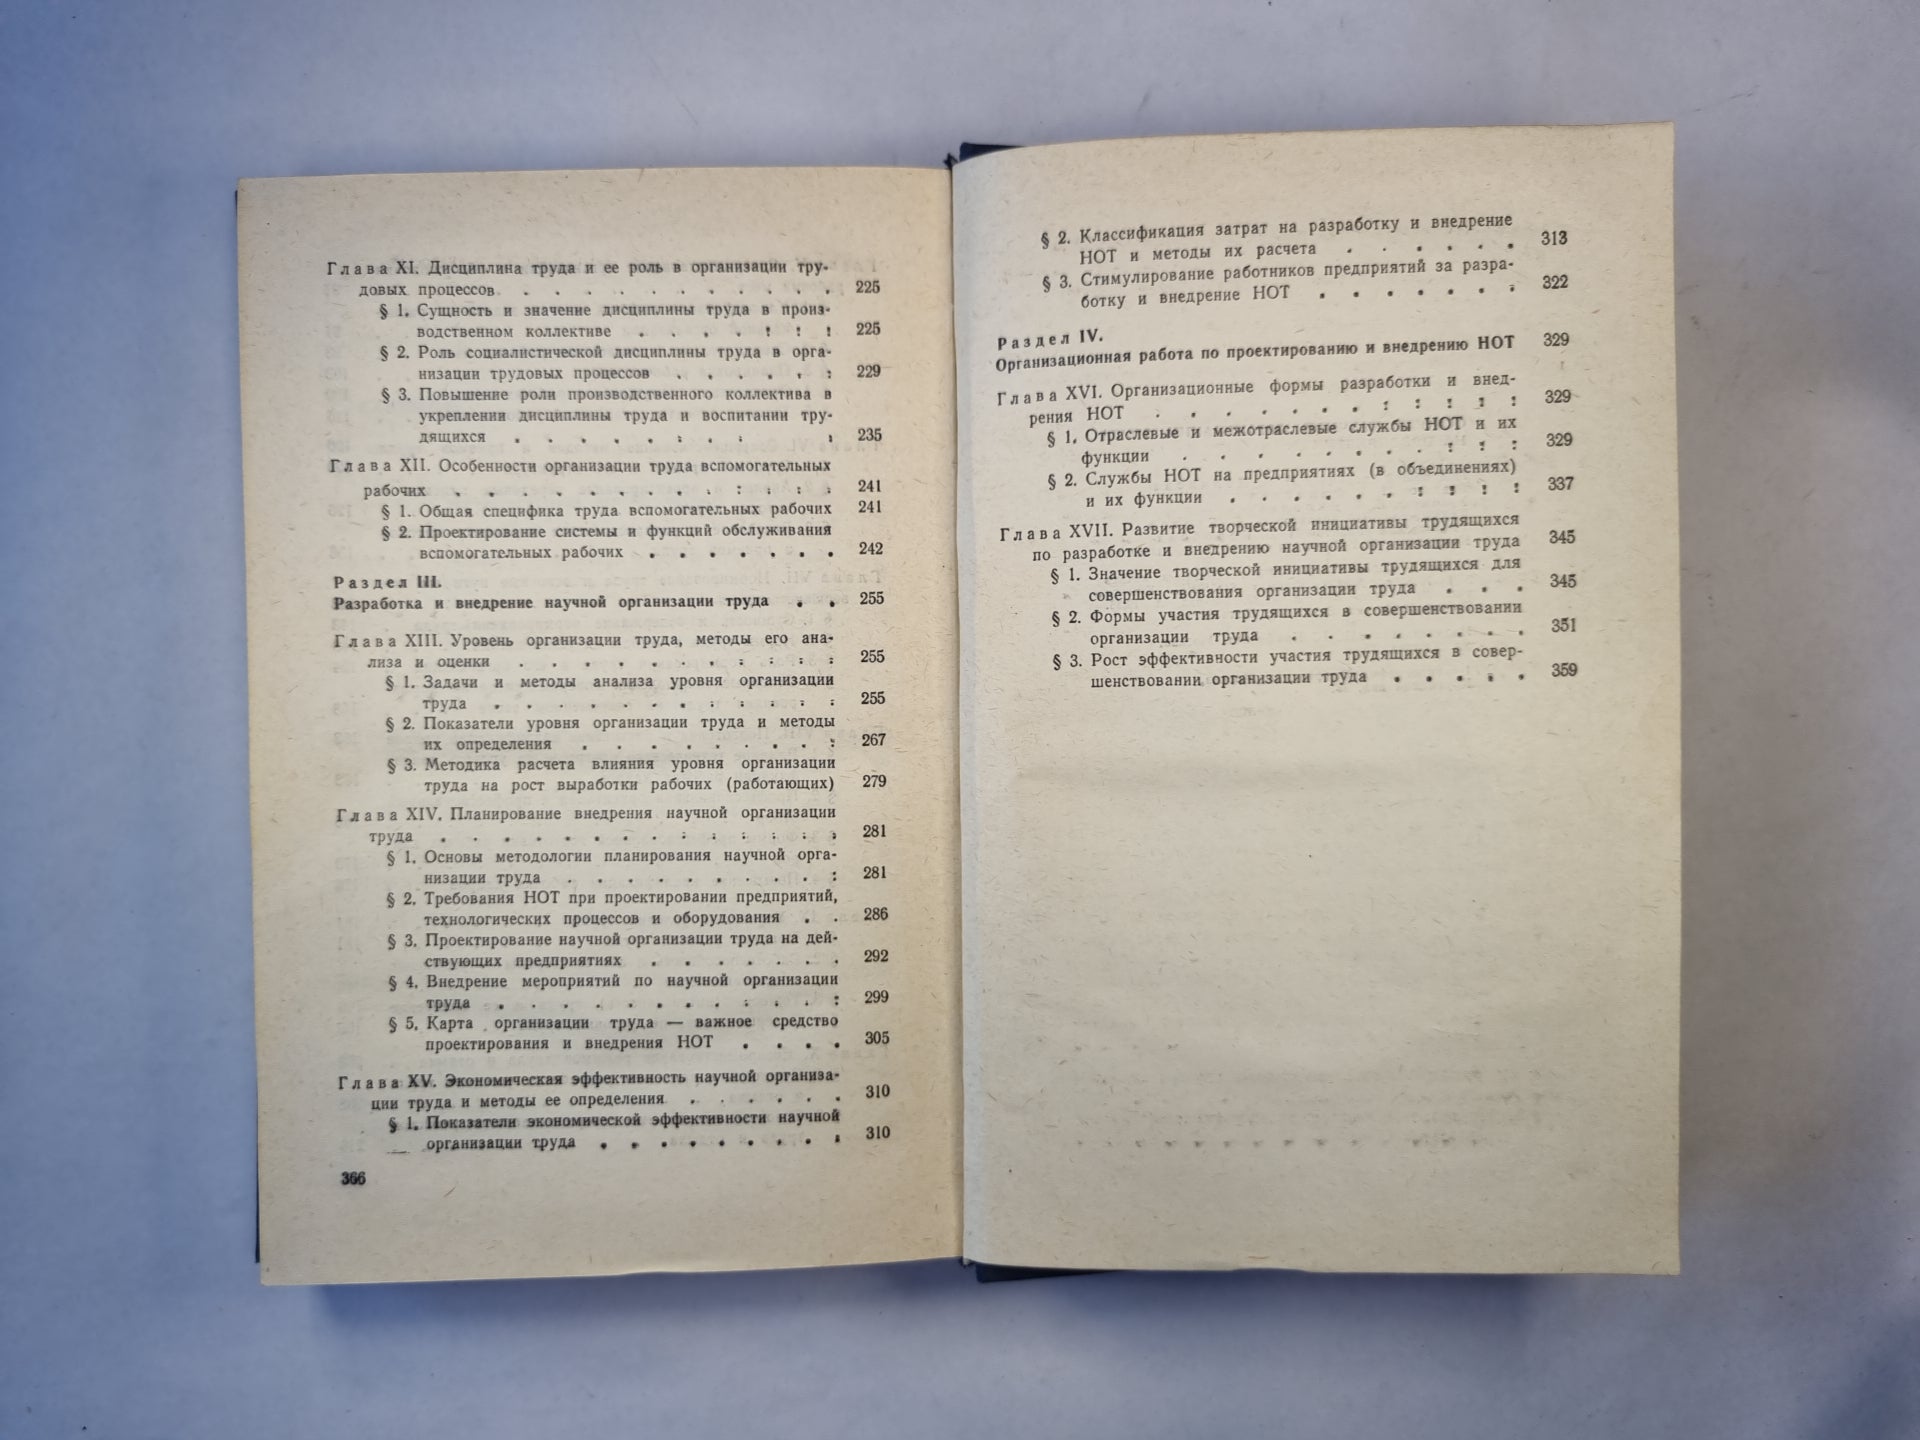 Глава XI. Дисциплина труда и ее роль в организации тру-
довых процессов . . . . . . . . . . 225
§ 1. Сущность и значение дисциплины труда в произ-
водственном коллективе . . . . . . . 225
§ 2. Роль социалистической дисциплины труда в орга-
низации трудовых процессов . . . . . . 229
§ 3. Повышение роли производственного коллектива в
укреплении дисциплины труда и воспитании тру-
дящихся . . . . . . . . . 235
Глава XII. Особенности организации труда вспомогательных
рабочих . . . . . . . . . . . . 241
§ 1. Общая специфика труда вспомогательных рабочих 241
§ 2. Проектирование системы и функций обслуживания
вспомогательных рабочих . . . . . . . 242
Раздел III.
Разработка и внедрение научной организации труда . . 255
Глава XIII. Уровень организации труда, методы его ана-
лиза и оценки . . . . . . . . . . 255
§ 1. Задачи и методы анализа уровня организации
труда . . . . . . . . . . . . 255
§ 2. Показатели уровня организации труда и методы
их определения . . . . . . . . 267
§ 3. Методика расчета влияния уровня организации
труда на рост выработки рабочих (работающих) 279
Глава XIV. Планирование внедрения научной организации
труда . . . . . . . . . . . . . 281
§ 1. Основы методологии планирования научной орга-
низации труда . . . . . . . . . 281
§ 2. Требования НОТ при проектировании предприятий,
технологических процессов и оборудования . . 286
§ 3. Проектирование научной организации труда на дей-
ствующих предприятиях . . . . . . . 292
§ 4. Внедрение мероприятий по научной организации
труда . . . . . . . . . . . . 299
§ 5. Карта организации труда — важное средство
проектирования и внедрения НОТ . . . . 305
Глава XV. Экономическая эффективность научной организа-
ции труда и методы ее определения . . . . . . 310
§ 1. Показатели экономической эффективности научной
организации труда . . . . . . . . . 310
366
§ 2. Классификация затрат на разработку и внедрение
НОТ и методы их расчета . . . . . . 313
§ 3. Стимулирование работников предприятий за разра-
ботку и внедрение НОТ . . . . . . . 322
Раздел IV.
Организационная работа по проектированию и внедрению НОТ 329
Глава XVI. Организационные формы разработки и внед-
рения НОТ . . . . . . . . . . . . 329
§ 1. Отраслевые и межотраслевые службы НОТ и их
функции . . . . . . . . . . . 329
§ 2. Службы НОТ на предприятиях (в объединениях)
и их функции . . . . . . . . . . 337
Глава XVII. Развитие творческой инициативы трудящихся
по разработке и внедрению научной организации труда 345
§ 1. Значение творческой инициативы трудящихся для
совершенствования организации труда . . . 345
§ 2. Формы участия трудящихся в совершенствовании
организации труда . . . . . . . . 351
§ 3. Рост эффективности участия трудящихся в совер-
шенствовании организации труда . . . . . 359